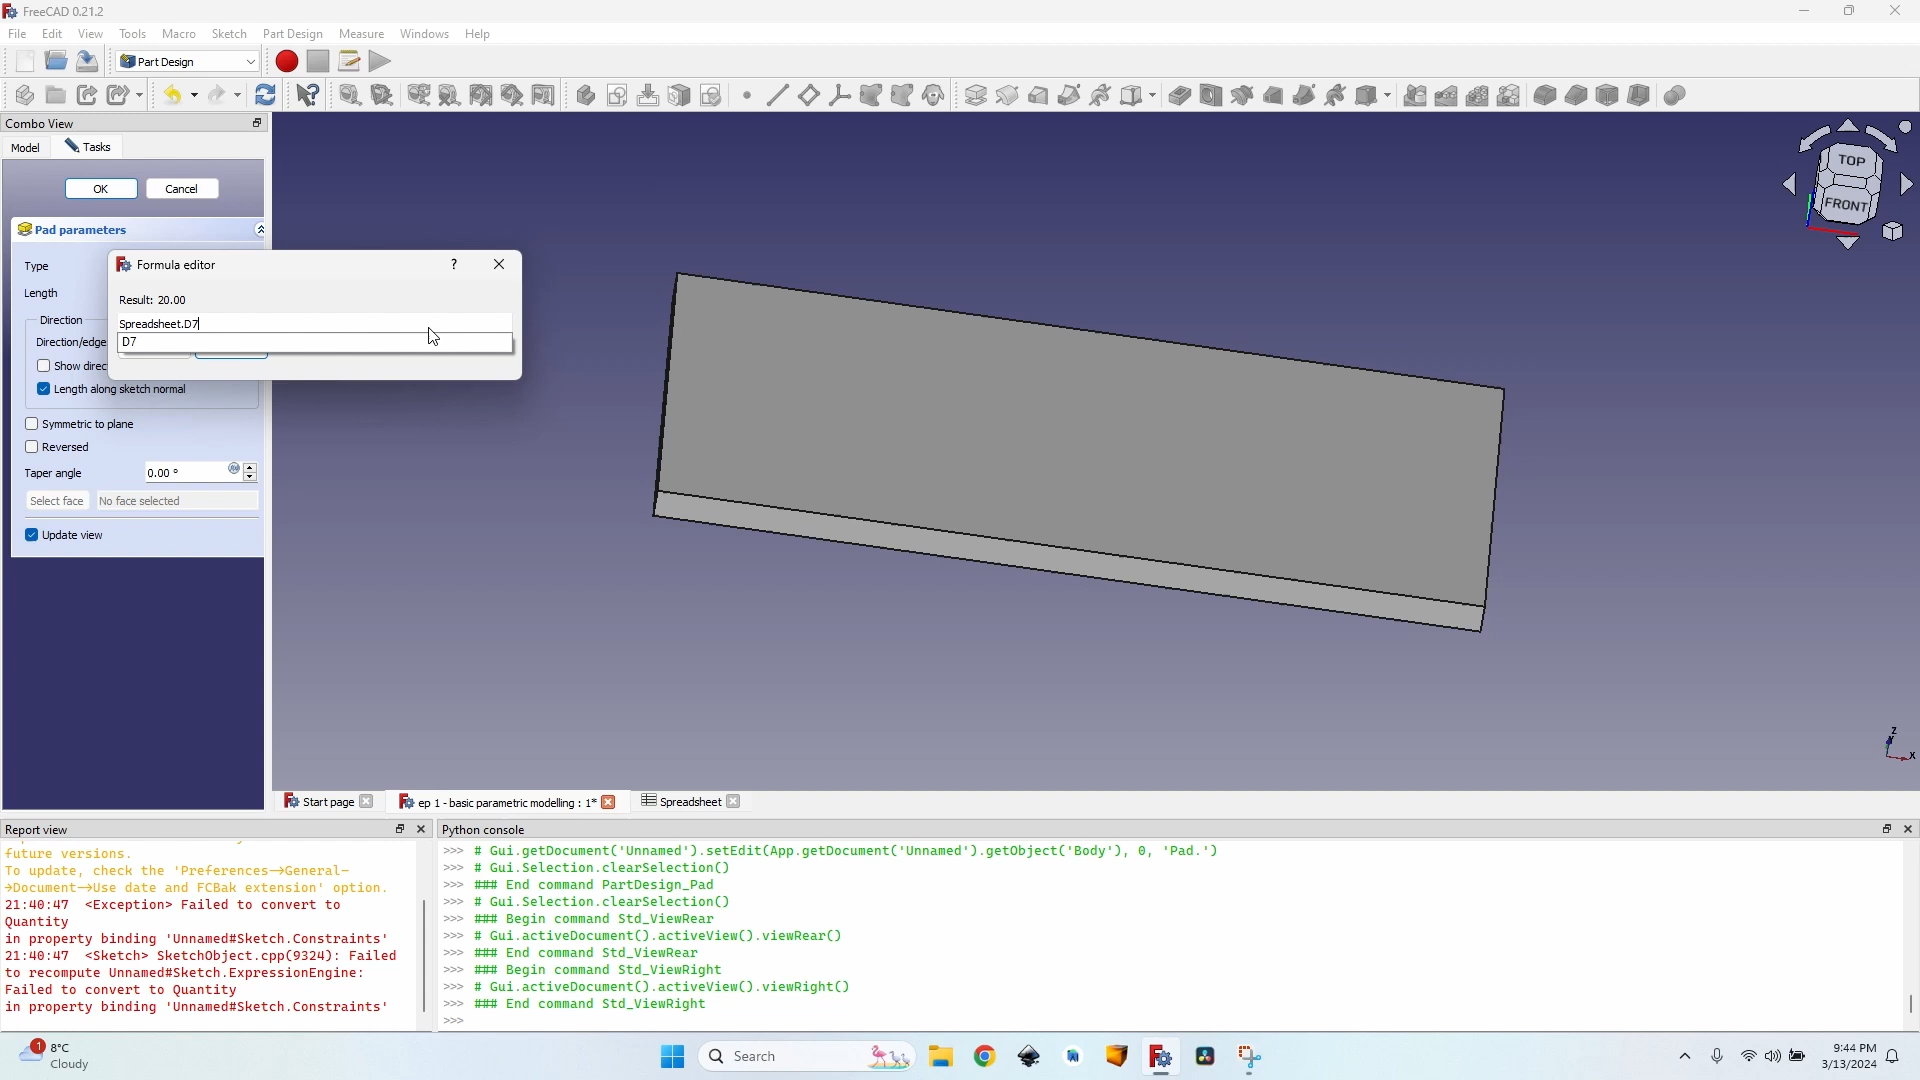 FreeCAD 0.21.2
File Edit View Tools Macro Sketch Part Design Measure Windows Help
Part Design
Combo View
Model Tasks
OK Cancel
Pad parameters
Type
Length
Direction
Direction/edge
Show direc
Length along sketch normal
Symmetric to plane
Reversed
Taper angle 0.00 °
Select face No face selected
Update view
Formula editor ?
Result: 20.00
Spreadsheet.D7
D7
TOP
FRONT
Z
X
Start page ep 1 - basic parametric modelling : 1* Spreadsheet
Report view
future versions.
To update, check the 'Preferences→General-
→Document→Use date and FCBak extension' option.
21:40:47 <Exception> Failed to convert to
Quantity
in property binding 'Unnamed#Sketch.Constraints'
21:40:47 <Sketch> SketchObject.cpp(9324): Failed
to recompute Unnamed#Sketch.ExpressionEngine:
Failed to convert to Quantity
in property binding 'Unnamed#Sketch.Constraints'
Python console
>>> # Gui.getDocument('Unnamed').setEdit(App.getDocument('Unnamed').getObject('Body'), 0, 'Pad.')
>>> # Gui.Selection.clearSelection()
>>> ### End command PartDesign_Pad
>>> # Gui.Selection.clearSelection()
>>> ### Begin command Std_ViewRear
>>> # Gui.activeDocument().activeView().viewRear()
>>> ### End command Std_ViewRear
>>> ### Begin command Std_ViewRight
>>> # Gui.activeDocument().activeView().viewRight()
>>> ### End command Std_ViewRight
>>>
1
8°C
Cloudy
Search
9:44 PM
3/13/2024